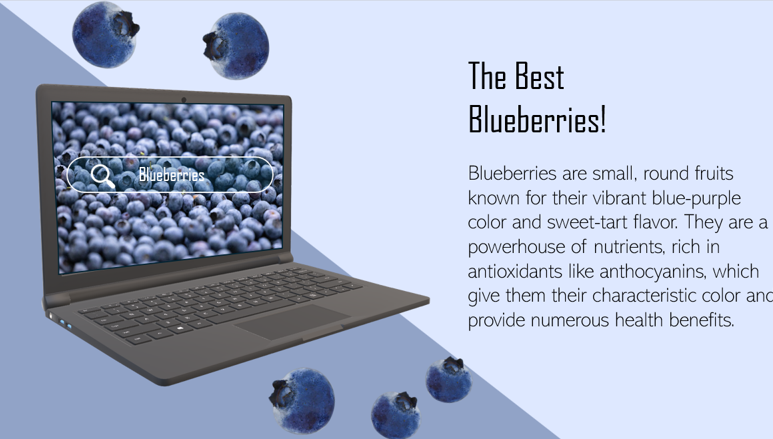 Blueberries
The Best
Blueberries!
Blueberries are small, round fruits
known for their vibrant blue-purple
color and sweet-tart flavor. They are a
powerhouse of nutrients, rich in
antioxidants like anthocyanins, which
give them their characteristic color and
provide numerous health benefits.